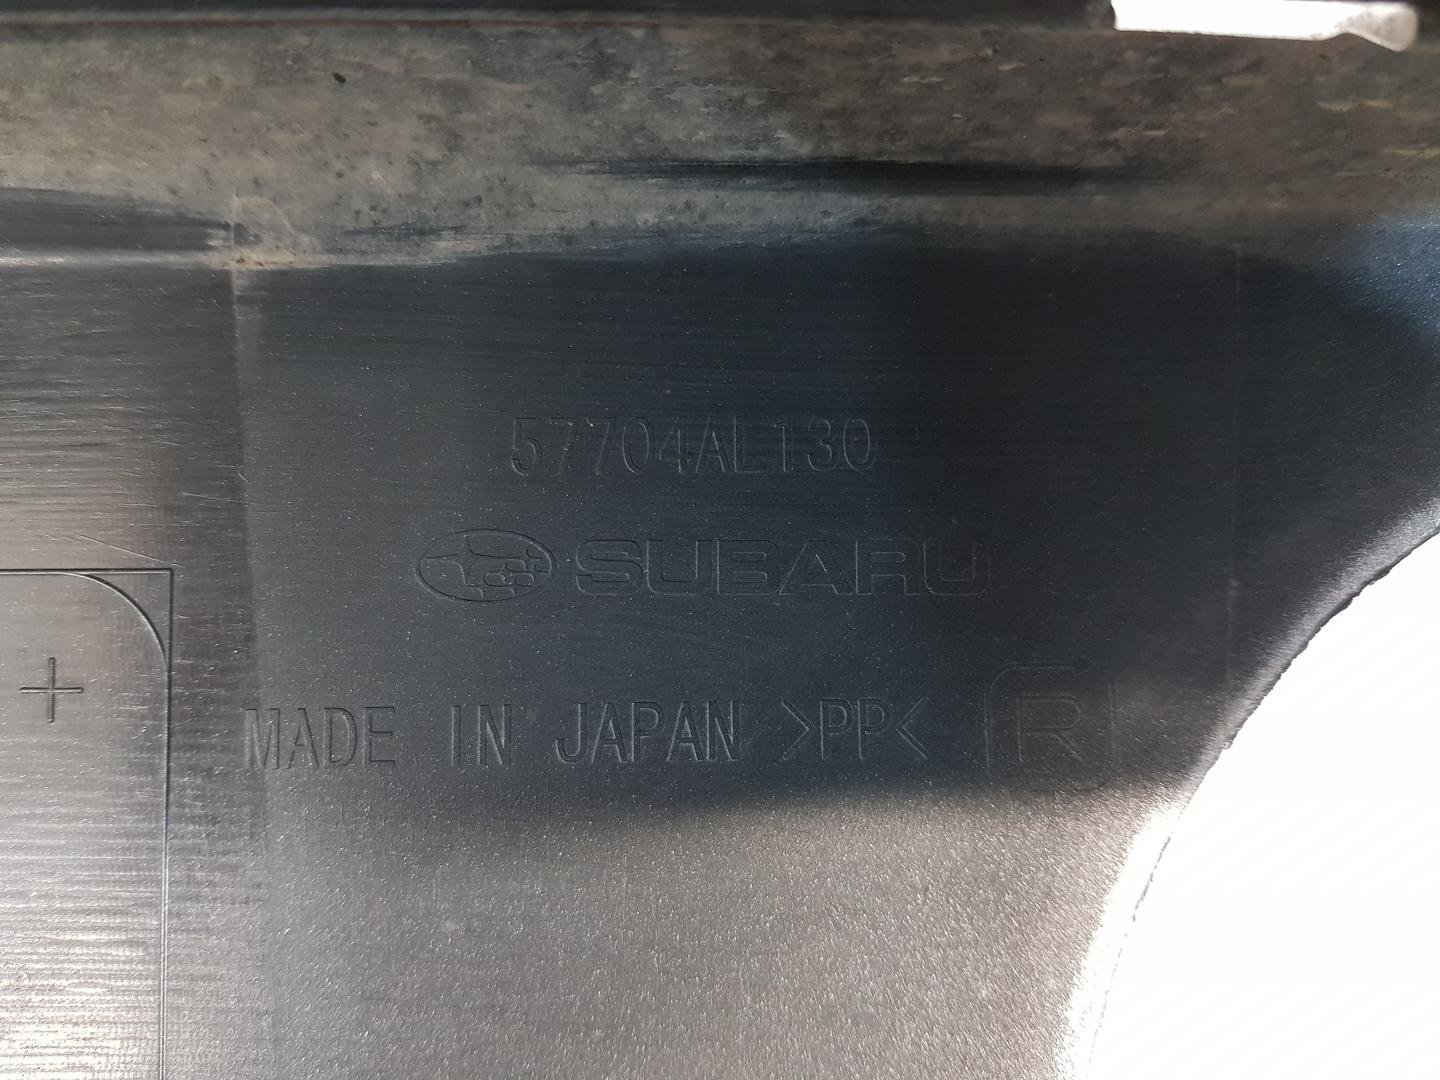 57704AL130
SUBARU
MADE IN JAPAN >PP< R